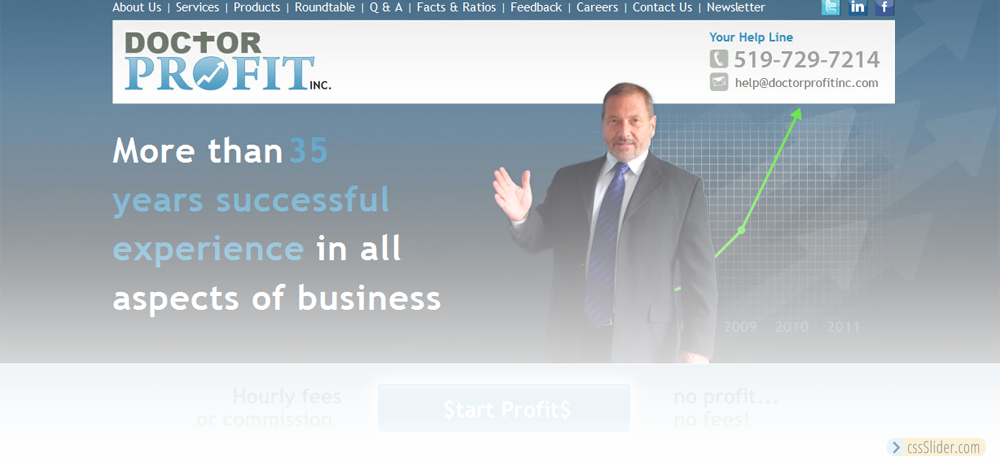 About Us | Services | Products | Roundtable | Q & A | Facts & Ratios | Feedback | Careers | Contact Us | Newsletter
DOCTOR
PROFIT INC.
Your Help Line
519-729-7214
help@doctorprofitinc.com
More than 35
years successful
experience in all
aspects of business
2009 2010 2011
Hourly fees
or commission
$tart Profit$
no profit...
no fees!
cssSlider.com